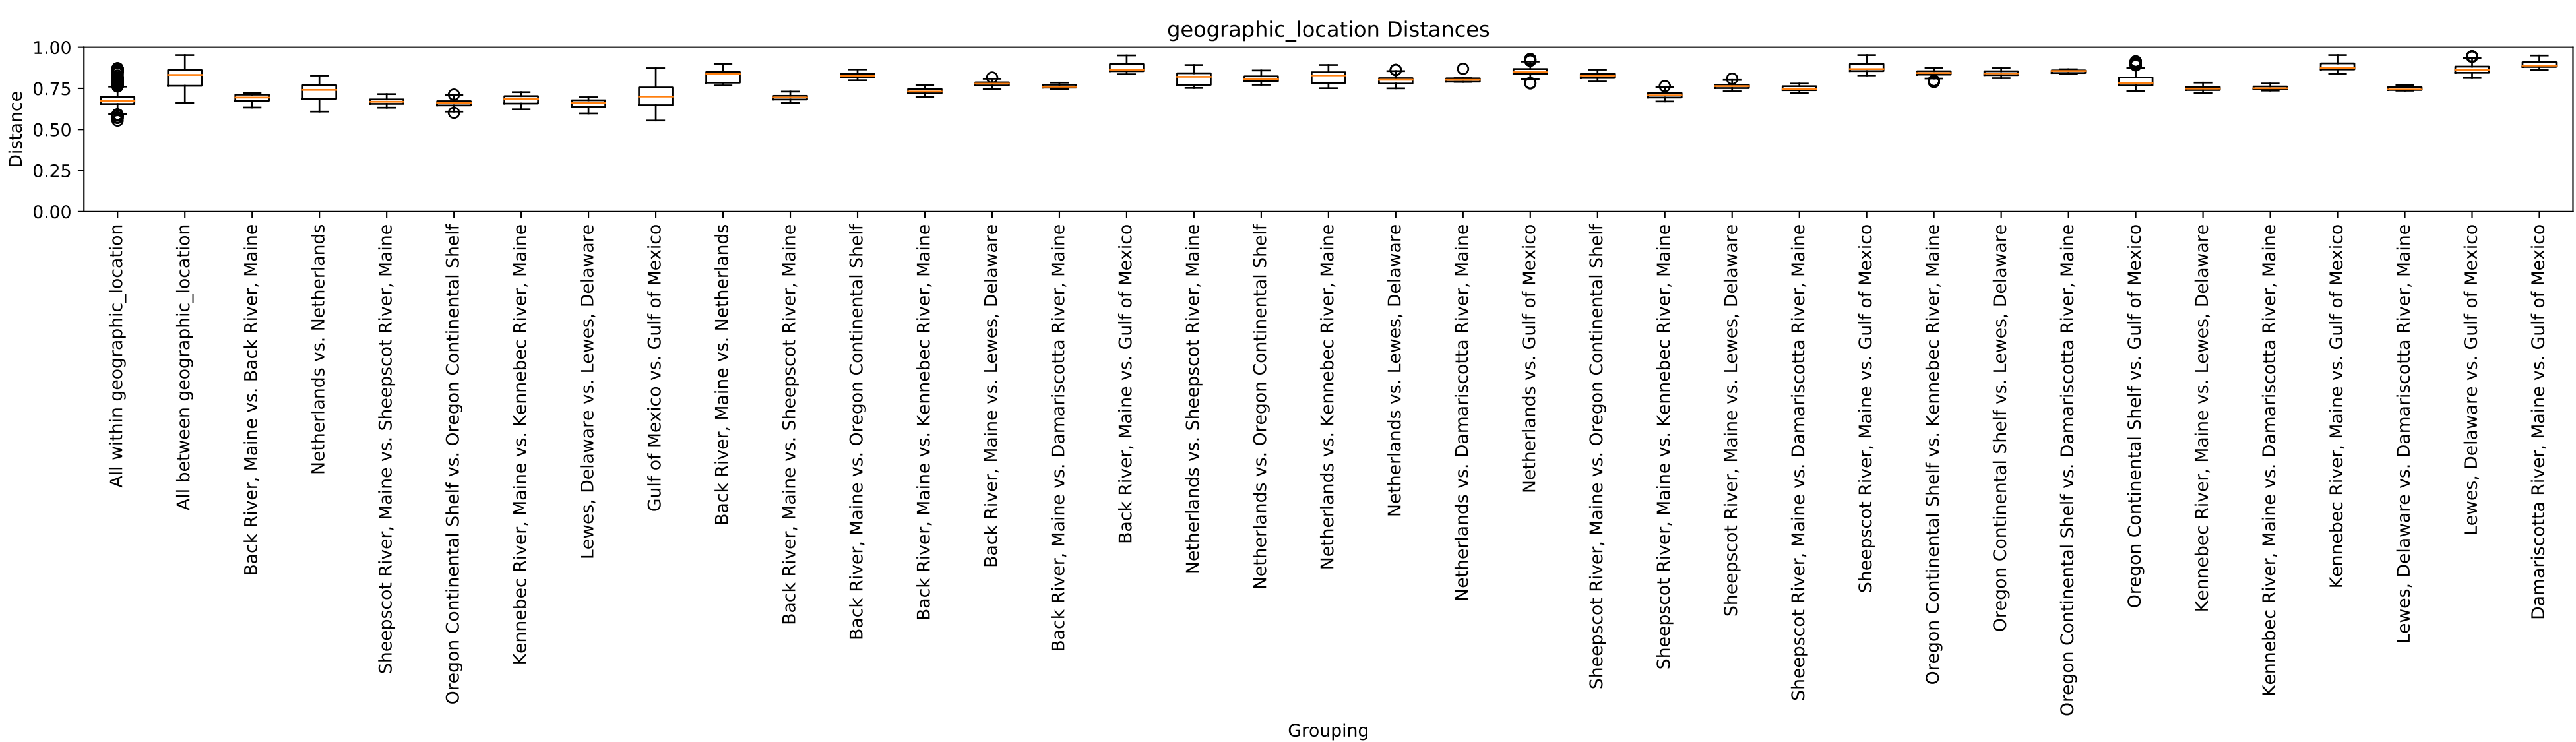 geographic_location Distances
Distance
1.00
0.75
0.50
0.25
0.00
All within geographic_location
All between geographic_location
Back River, Maine vs. Back River, Maine
Netherlands vs. Netherlands
Sheepscot River, Maine vs. Sheepscot River, Maine
Oregon Continental Shelf vs. Oregon Continental Shelf
Kennebec River, Maine vs. Kennebec River, Maine
Lewes, Delaware vs. Lewes, Delaware
Gulf of Mexico vs. Gulf of Mexico
Back River, Maine vs. Netherlands
Back River, Maine vs. Sheepscot River, Maine
Back River, Maine vs. Oregon Continental Shelf
Back River, Maine vs. Kennebec River, Maine
Back River, Maine vs. Lewes, Delaware
Back River, Maine vs. Damariscotta River, Maine
Back River, Maine vs. Gulf of Mexico
Netherlands vs. Sheepscot River, Maine
Netherlands vs. Oregon Continental Shelf
Netherlands vs. Kennebec River, Maine
Netherlands vs. Lewes, Delaware
Netherlands vs. Damariscotta River, Maine
Netherlands vs. Gulf of Mexico
Sheepscot River, Maine vs. Oregon Continental Shelf
Sheepscot River, Maine vs. Kennebec River, Maine
Sheepscot River, Maine vs. Lewes, Delaware
Sheepscot River, Maine vs. Damariscotta River, Maine
Sheepscot River, Maine vs. Gulf of Mexico
Oregon Continental Shelf vs. Kennebec River, Maine
Oregon Continental Shelf vs. Lewes, Delaware
Oregon Continental Shelf vs. Damariscotta River, Maine
Oregon Continental Shelf vs. Gulf of Mexico
Kennebec River, Maine vs. Lewes, Delaware
Kennebec River, Maine vs. Damariscotta River, Maine
Kennebec River, Maine vs. Gulf of Mexico
Lewes, Delaware vs. Damariscotta River, Maine
Lewes, Delaware vs. Gulf of Mexico
Damariscotta River, Maine vs. Gulf of Mexico
Grouping